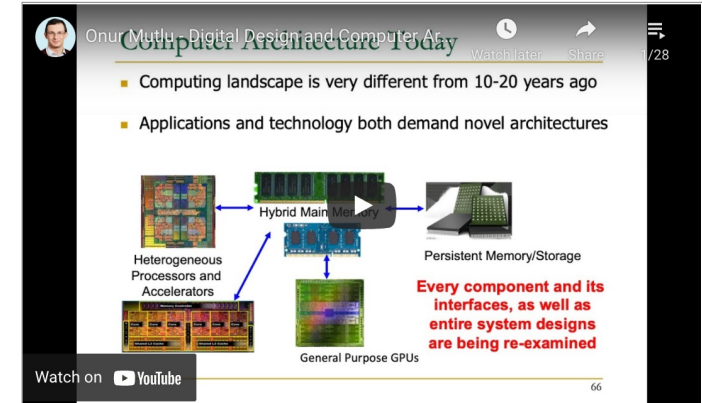 Onur Mutlu - Digital Design and Computer Ar...
Computer Architecture Today
Watch later
Share
1/28
Computing landscape is very different from 10-20 years ago
Applications and technology both demand novel architectures
Hybrid Main Memory
Heterogeneous
Processors and
Accelerators
Persistent Memory/Storage
Every component and its
interfaces, as well as
entire system designs
are being re-examined
General Purpose GPUs
Watch on YouTube
66